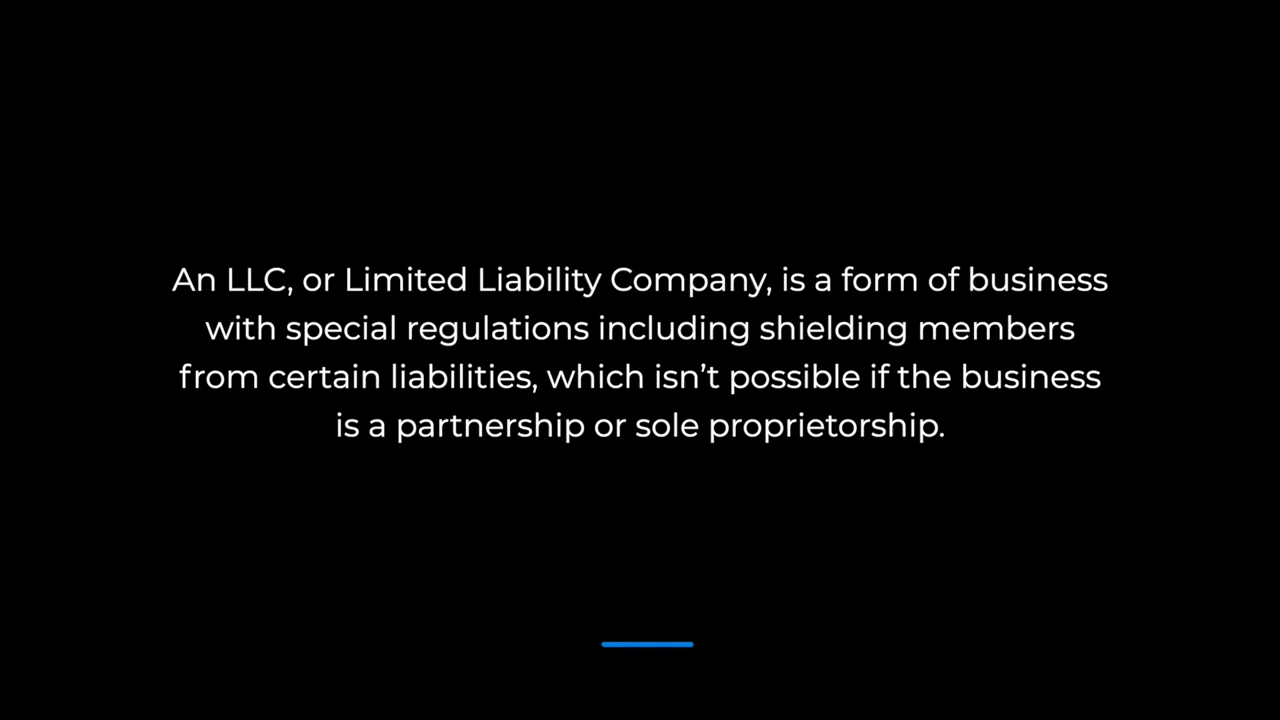 An LLC, or Limited Liability Company, is a form of business
with special regulations including shielding members
from certain liabilities, which isn’t possible if the business
is a partnership or sole proprietorship.